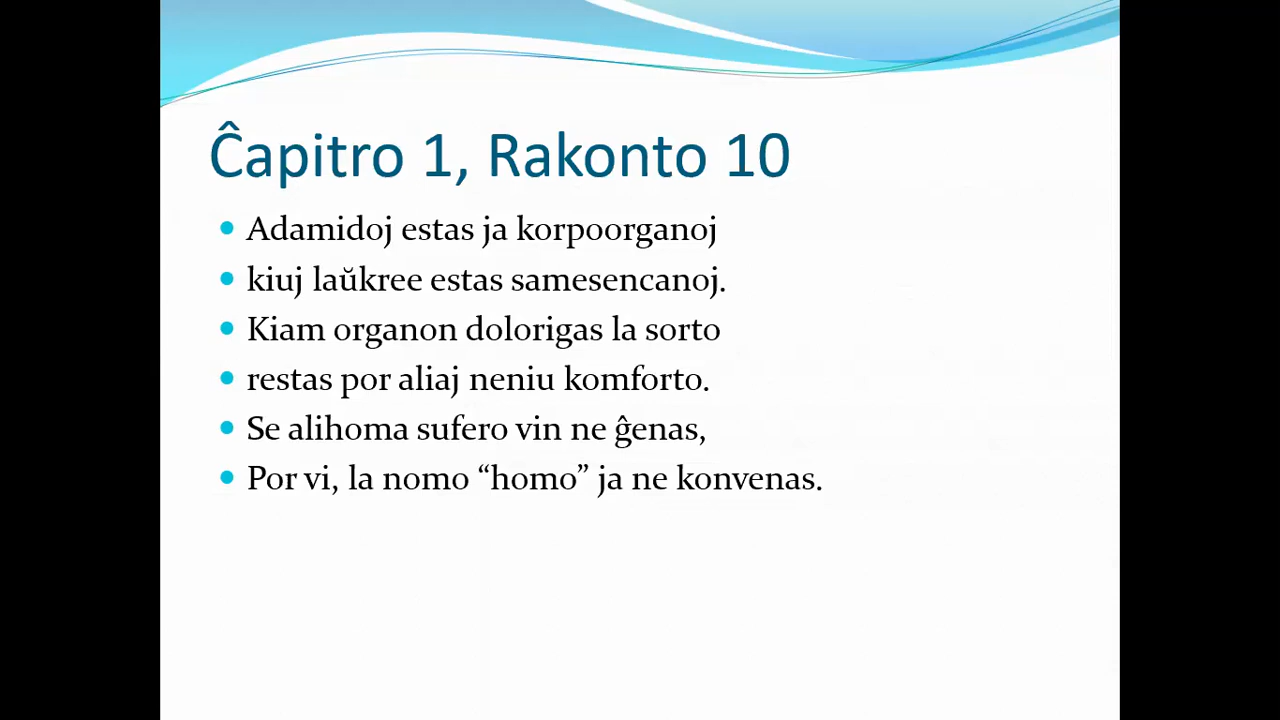 Ĉapitro 1, Rakonto 10
• Adamidoj estas ja korpoorganoj
• kiuj laŭkree estas samesencanoj.
• Kiam organon dolorigas la sorto
• restas por aliaj neniu komforto.
• Se alihoma sufero vin ne ĝenas,
• Por vi, la nomo “homo” ja ne konvenas.